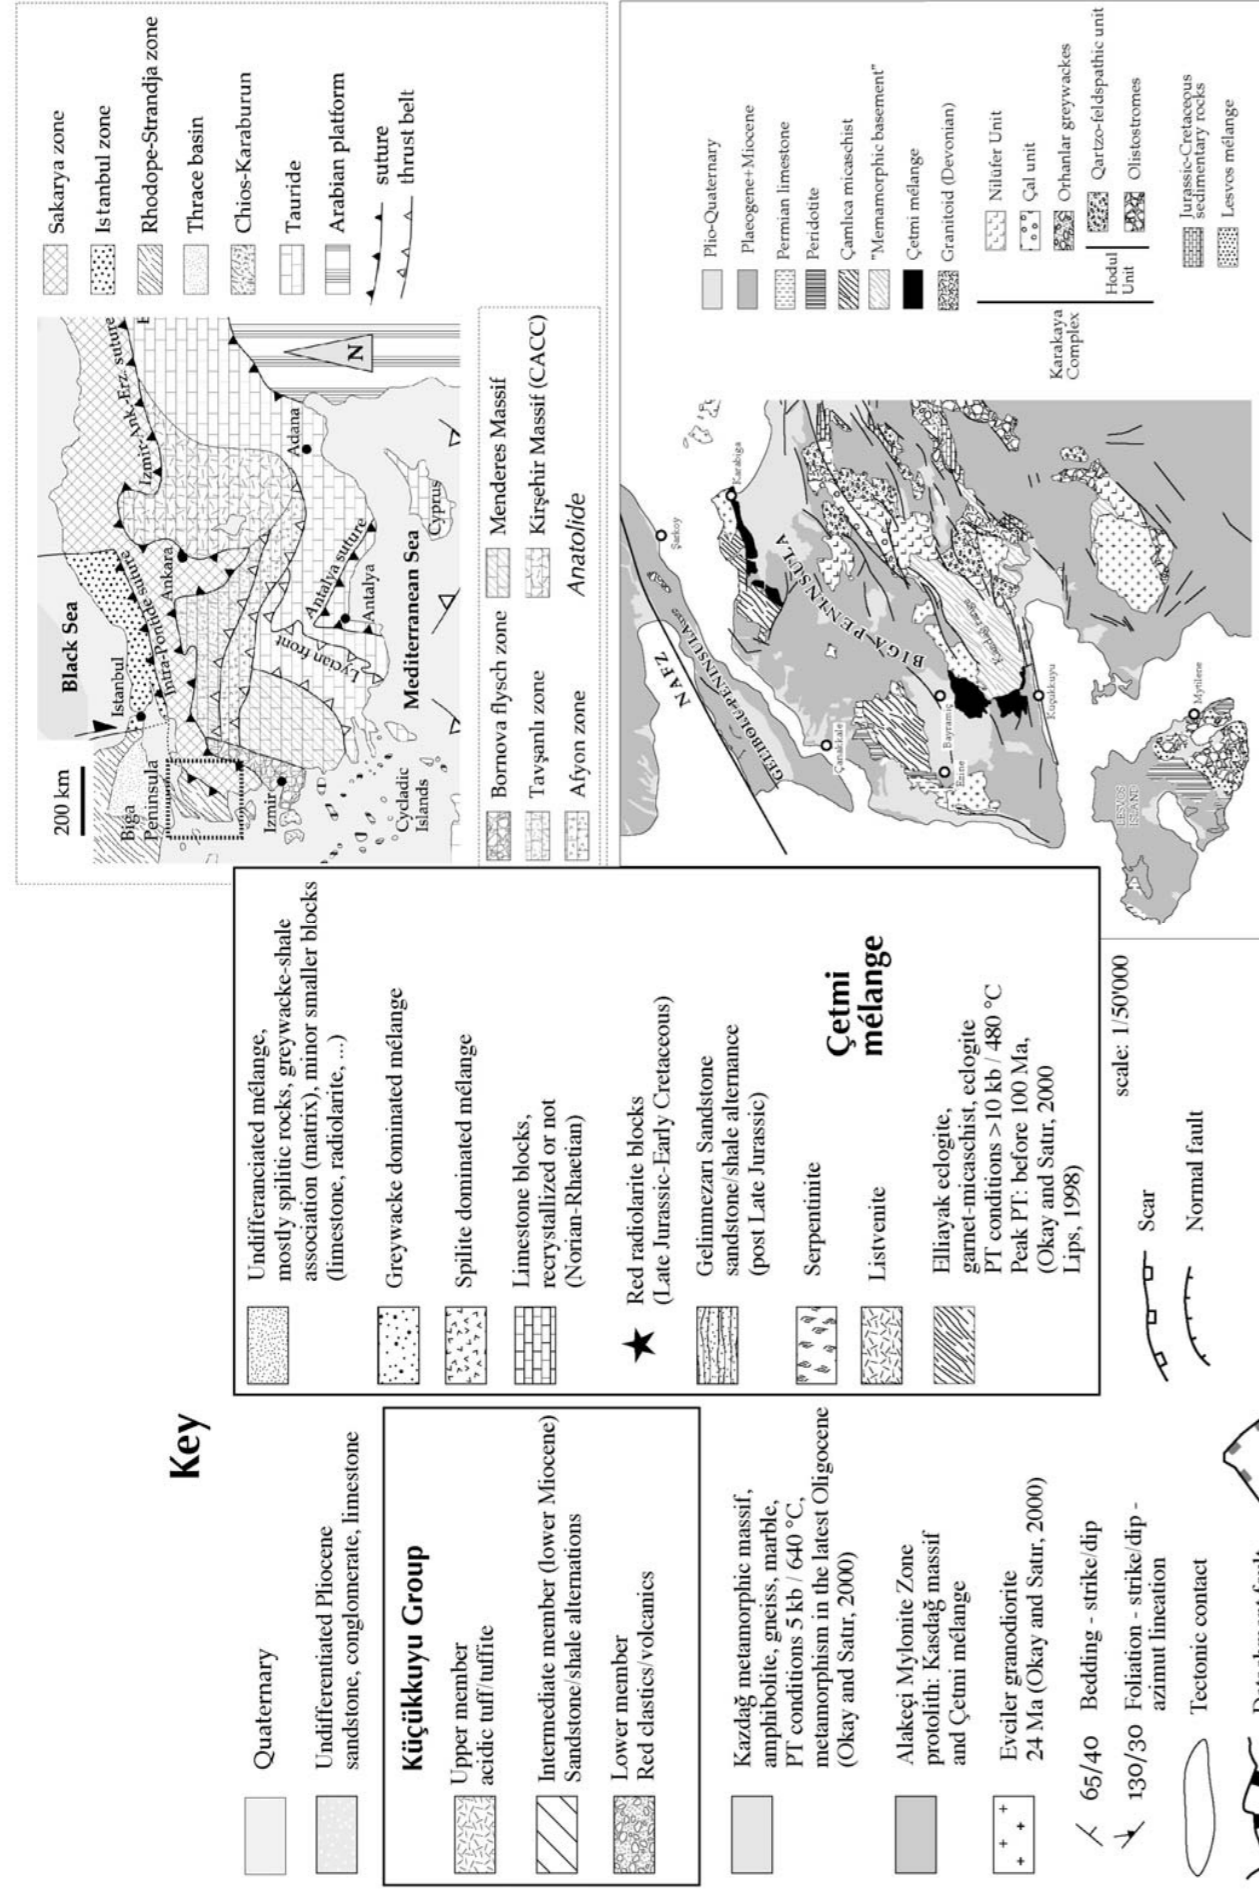 Key
Quaternary
Undifferentiated Pliocene
sandstone, conglomerate, limestone
Küçükkuyu Group
Upper member
acidic tuff/tuffite
Intermediate member (lower Miocene)
Sandstone/shale alternations
Lower member
Red clastics/volcanics
Kazdağ metamorphic massif,
amphibolite, gneiss, marble,
PT conditions 5 kb / 640 °C,
metamorphism in the latest Oligocene
(Okay and Satır, 2000)
Alakeçi Mylonite Zone
protolith: Kasdağ massif
and Çetmi mélange
Evciler granodiorite
24 Ma (Okay and Satır, 2000)
65/40 Bedding - strike/dip
130/30 Foliation - strike/dip -
azimut lineation
Tectonic contact
Undifferanciated mélange,
mostly spilitic rocks, greywacke-shale
association (matrix), minor smaller blocks
(limestone, radiolarite, ...)
Greywacke dominated mélange
Spilite dominated mélange
Limestone blocks,
recrystallized or not
(Norian-Rhaetian)
Red radiolarite blocks
(Late Jurassic-Early Cretaceous)
Gelinmezarı Sandstone
sandstone/shale alternance
(post Late Jurassic)
Serpentinite
Listvenite
Elliayak eclogite,
garnet-micaschist, eclogite
PT conditions >10 kb / 480 °C
Peak PT: before 100 Ma,
(Okay and Satır, 2000
Lips, 1998)
Çetmi
mélange
scale: 1/50'000
Scar
Normal fault
200 km
Black Sea
Istanbul
Biga
Peninsula
Intra-Pontide suture
Ankara
Izmir-Ank.-Erz. suture
E
Izmir
Cycladic
Islands
Lycian front
Antalya suture
Antalya
Adana
Mediterranean Sea
Cyprus
N
Sakarya zone
Istanbul zone
Rhodope-Strandja zone
Thrace basin
Chios-Karaburun
Tauride
Arabian platform
suture
thrust belt
Bornova flysch zone
Tavşanlı zone
Afyon zone
Menderes Massif
Kırşehir Massif (CACC)
Anatolide
NAFZ
GELIBOLU PENINSULA
Şarkoy
Karabiga
BIGA PENINSULA
Çanakkale
Bayramiç
Ezine
Kazdağ range
Kuçukkuyu
Mytilene
LESVOS
ISLAND
Plio-Quaternary
Plaeogene+Miocene
Permian limestone
Peridotite
Çamlıca micaschist
"Memamorphic basement"
Çetmi mélange
Granitoid (Devonian)
Karakaya
Complex
Nilüfer Unit
Çal unit
Orhanlar greywackes
Hodul
Unit
Qartzo-feldspathic unit
Olistostromes
Jurassic-Cretaceous
sedimentary rocks
Lesvos mélange